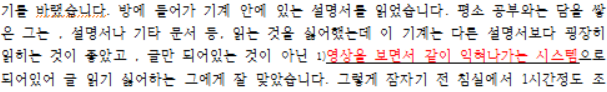 기를 바랬습니다. 방에 들어가 기계 안에 있는 설명서를 읽었습니다. 평소 공부와는 담을 쌓
은 그는 , 설명서나 기타 문서 등, 읽는 것을 싫어했는데 이 기계는 다른 설명서보다 굉장히
읽히는 것이 좋았고 , 글만 되어있는 것이 아닌 1)영상을 보면서 같이 익혀나가는 시스템으로
되어있어 글 읽기 싫어하는 그에게 잘 맞았습니다. 그렇게 잠자기 전 침실에서 1시간정도 조